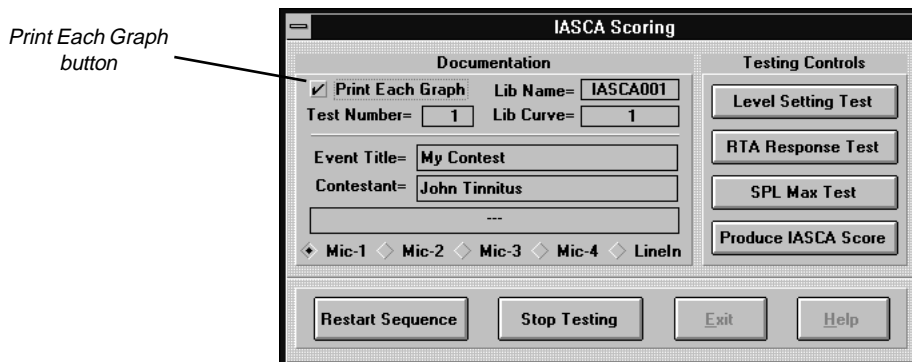 Print Each Graph
button
IASCA Scoring
Documentation
Print Each Graph Lib Name= IASCA001
Test Number= 1 Lib Curve= 1
Event Title= My Contest
Contestant= John Tinnitus
---
Mic-1 Mic-2 Mic-3 Mic-4 LineIn
Testing Controls
Level Setting Test
RTA Response Test
SPL Max Test
Produce IASCA Score
Restart Sequence Stop Testing Exit Help